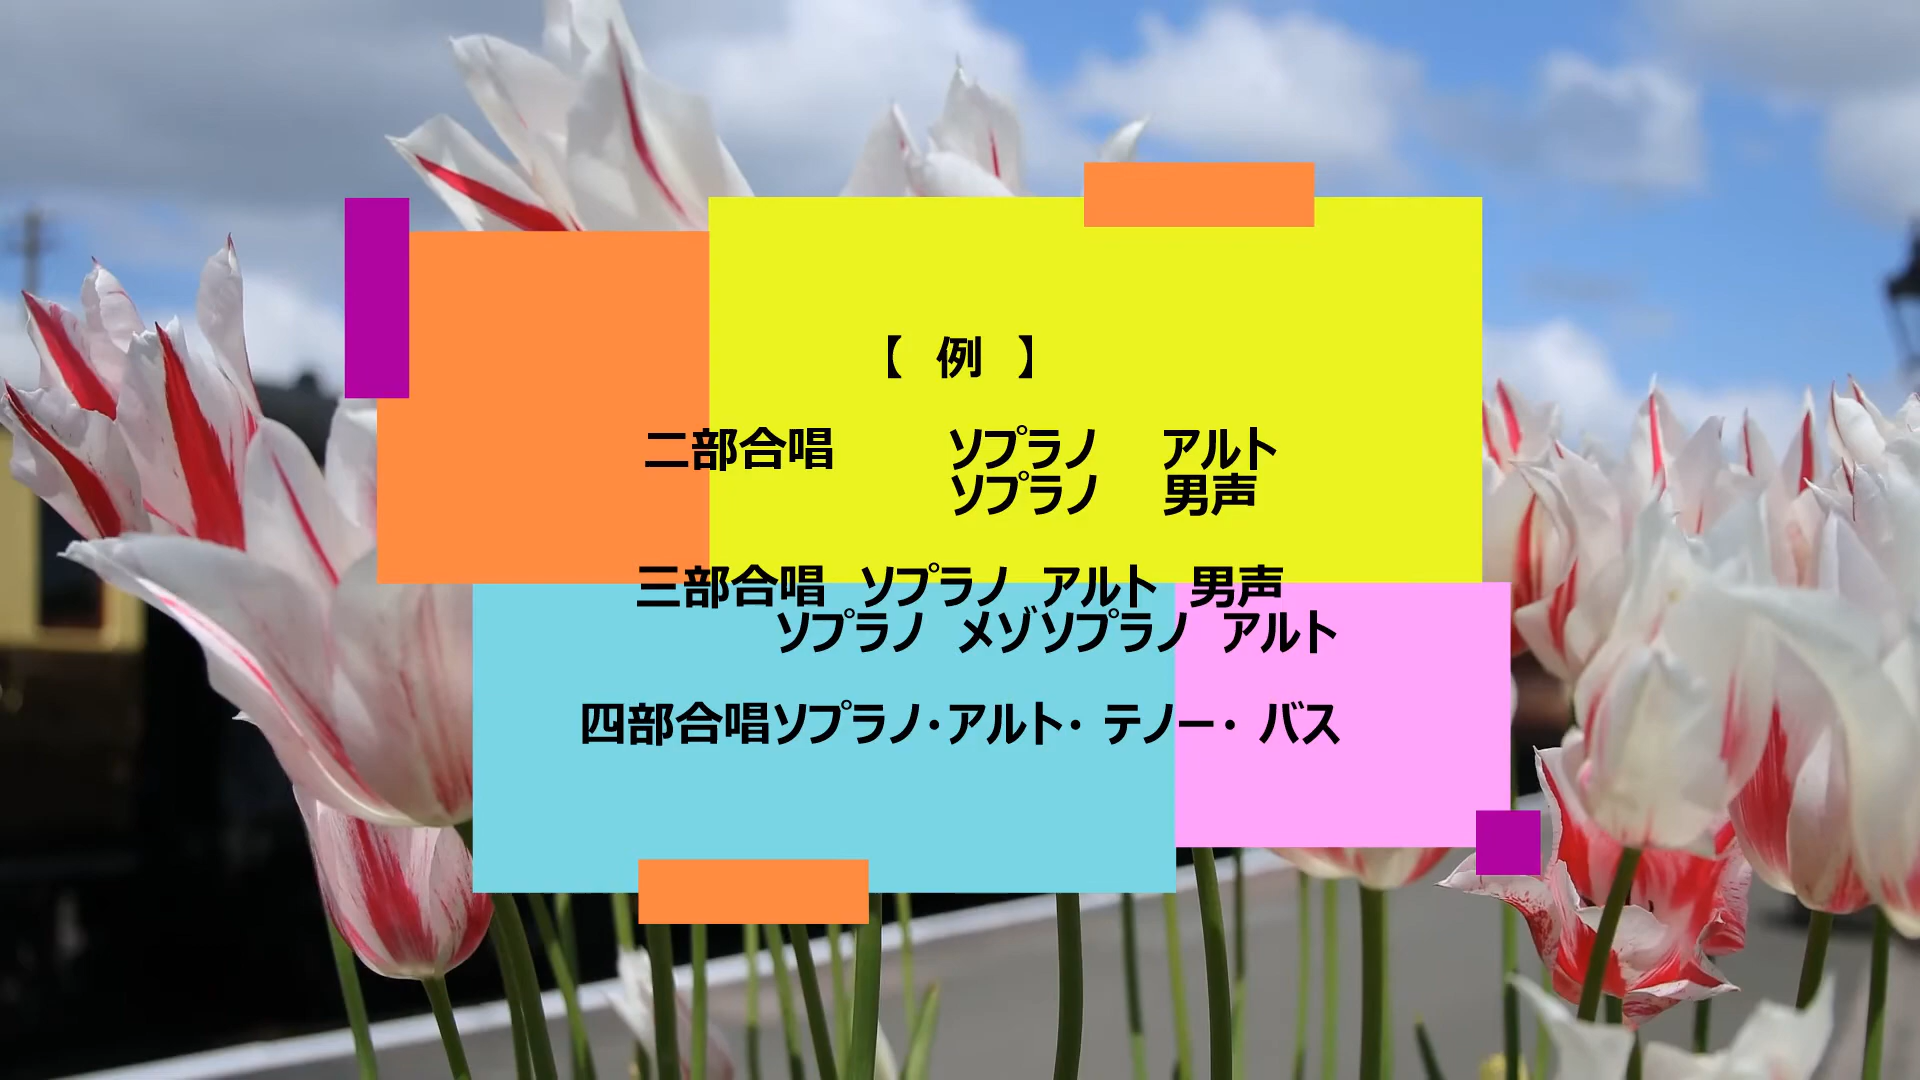 【 例 】
二部合唱 ソプラノ アルト
ソプラノ 男声
三部合唱 ソプラノ アルト 男声
ソプラノ メゾソプラノ アルト
四部合唱ソプラノ・アルト・ テノー・ バス